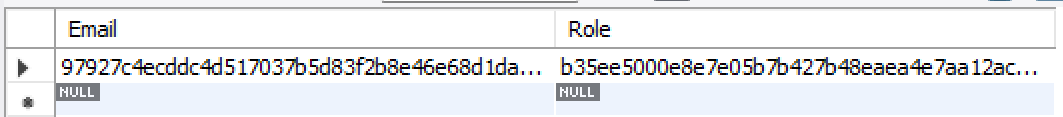 Email Role
97927c4ecddc4d517037b5d83f2b8e46e68d1da... b35ee5000e8e7e05b7b427b48eaea4e7aa12ac...
NULL NULL